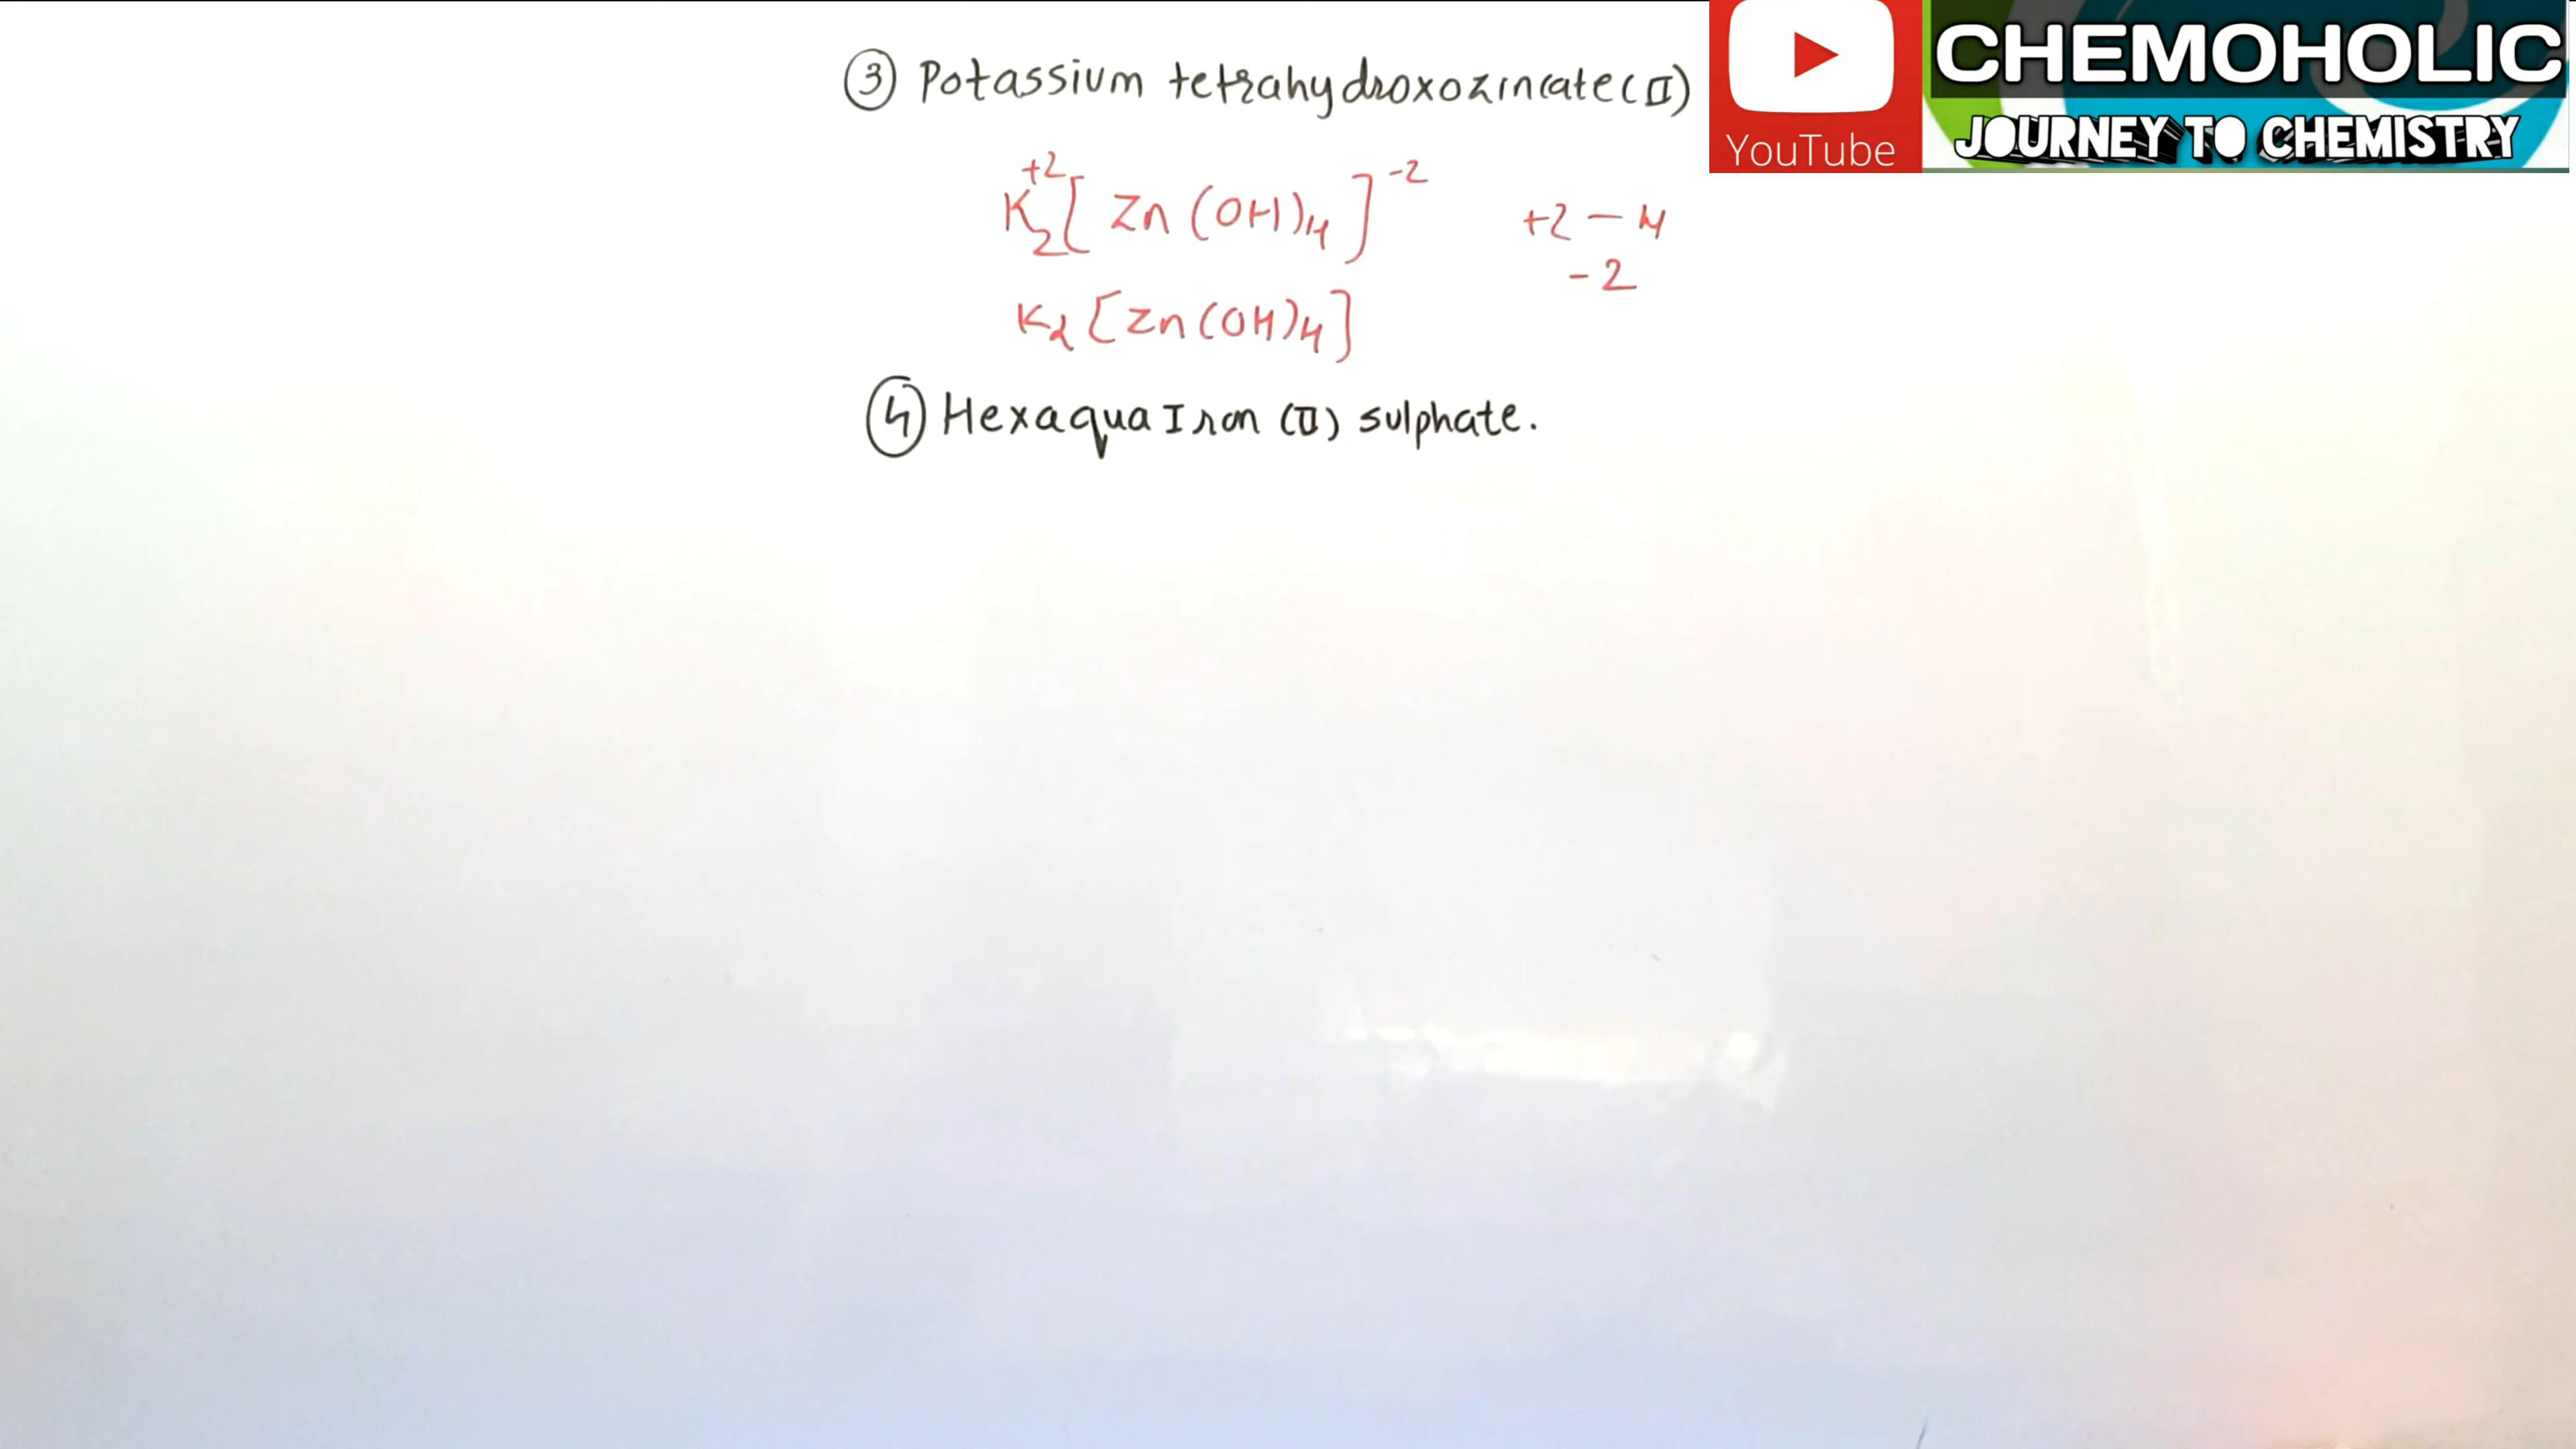 ③ Potassium tetrahydroxozincate(II)
K₂⁺²[Zn(OH)₄]⁻² +2 – 4
-2
K₂[Zn(OH)₄]
④ Hexaqua Iron (II) sulphate.
YouTube
CHEMOHOLIC
JOURNEY TO CHEMISTRY